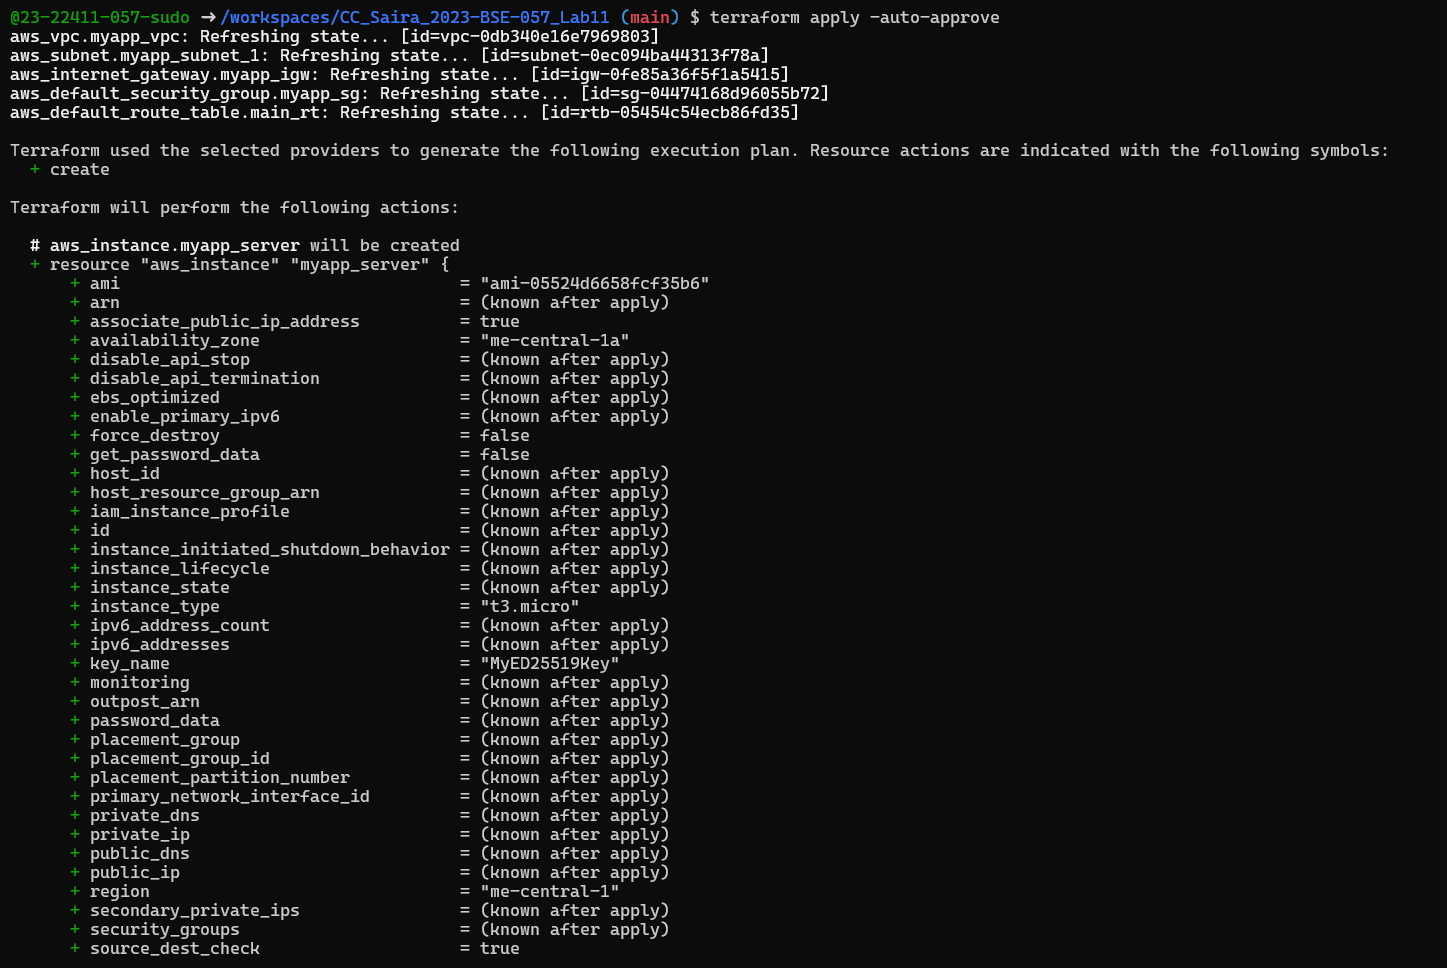 @23-22411-057-sudo ➜/workspaces/CC_Saira_2023-BSE-057_Lab11 (main) $ terraform apply -auto-approve
aws_vpc.myapp_vpc: Refreshing state... [id=vpc-0db340e16e7969803]
aws_subnet.myapp_subnet_1: Refreshing state... [id=subnet-0ec094ba44313f78a]
aws_internet_gateway.myapp_igw: Refreshing state... [id=igw-0fe85a36f5f1a5415]
aws_default_security_group.myapp_sg: Refreshing state... [id=sg-04474168d96055b72]
aws_default_route_table.main_rt: Refreshing state... [id=rtb-05454c54ecb86fd35]

Terraform used the selected providers to generate the following execution plan. Resource actions are indicated with the following symbols:
  + create

Terraform will perform the following actions:

  # aws_instance.myapp_server will be created
  + resource "aws_instance" "myapp_server" {
      + ami                                  = "ami-05524d6658fcf35b6"
      + arn                                  = (known after apply)
      + associate_public_ip_address          = true
      + availability_zone                    = "me-central-1a"
      + disable_api_stop                     = (known after apply)
      + disable_api_termination              = (known after apply)
      + ebs_optimized                        = (known after apply)
      + enable_primary_ipv6                  = (known after apply)
      + force_destroy                        = false
      + get_password_data                    = false
      + host_id                              = (known after apply)
      + host_resource_group_arn              = (known after apply)
      + iam_instance_profile                 = (known after apply)
      + id                                   = (known after apply)
      + instance_initiated_shutdown_behavior = (known after apply)
      + instance_lifecycle                   = (known after apply)
      + instance_state                       = (known after apply)
      + instance_type                        = "t3.micro"
      + ipv6_address_count                   = (known after apply)
      + ipv6_addresses                       = (known after apply)
      + key_name                             = "MyED25519Key"
      + monitoring                           = (known after apply)
      + outpost_arn                          = (known after apply)
      + password_data                        = (known after apply)
      + placement_group                      = (known after apply)
      + placement_group_id                   = (known after apply)
      + placement_partition_number           = (known after apply)
      + primary_network_interface_id         = (known after apply)
      + private_dns                          = (known after apply)
      + private_ip                           = (known after apply)
      + public_dns                           = (known after apply)
      + public_ip                            = (known after apply)
      + region                               = "me-central-1"
      + secondary_private_ips                = (known after apply)
      + security_groups                      = (known after apply)
      + source_dest_check                    = true